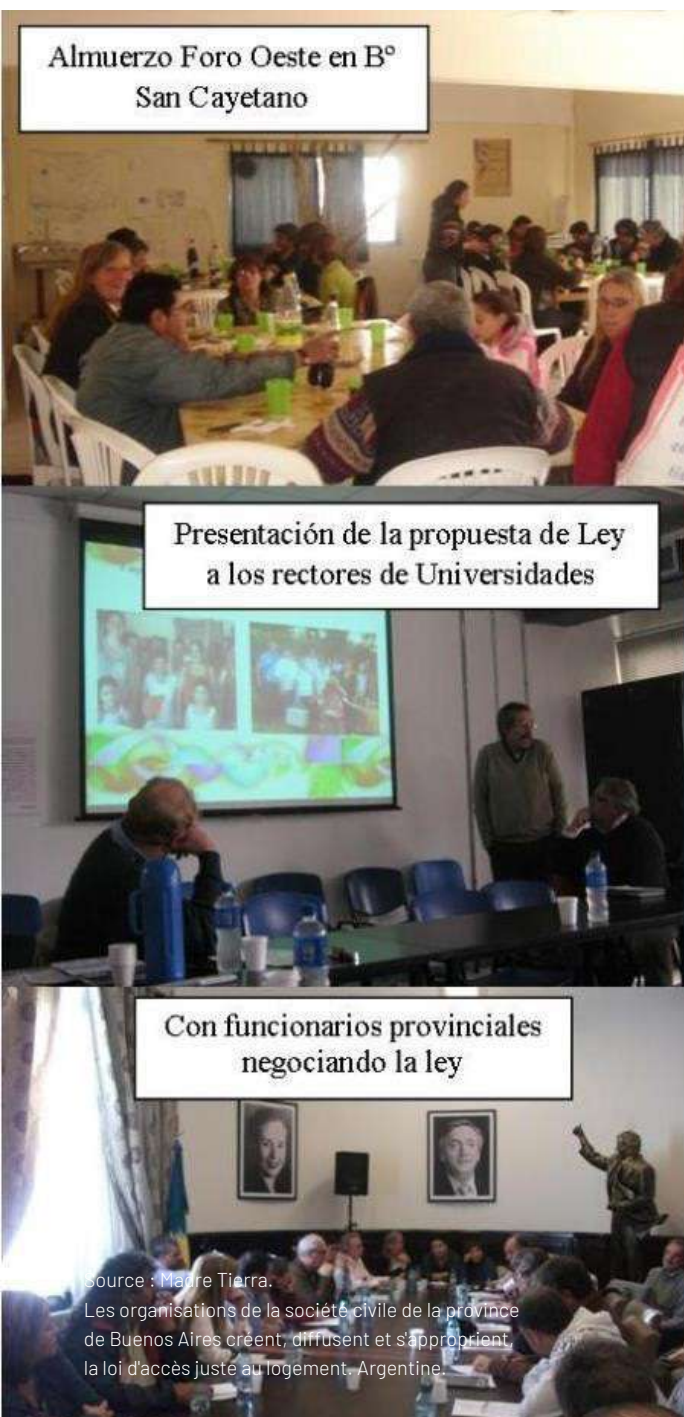 Almuerzo Foro Oeste en Bº
San Cayetano
Presentación de la propuesta de Ley
a los rectores de Universidades
Con funcionarios provinciales
negociando la ley
Source : Madre Tierra.
Les organisations de la société civile de la province
de Buenos Aires créent, diffusent et s'approprient,
la loi d'accès juste au logement. Argentine.